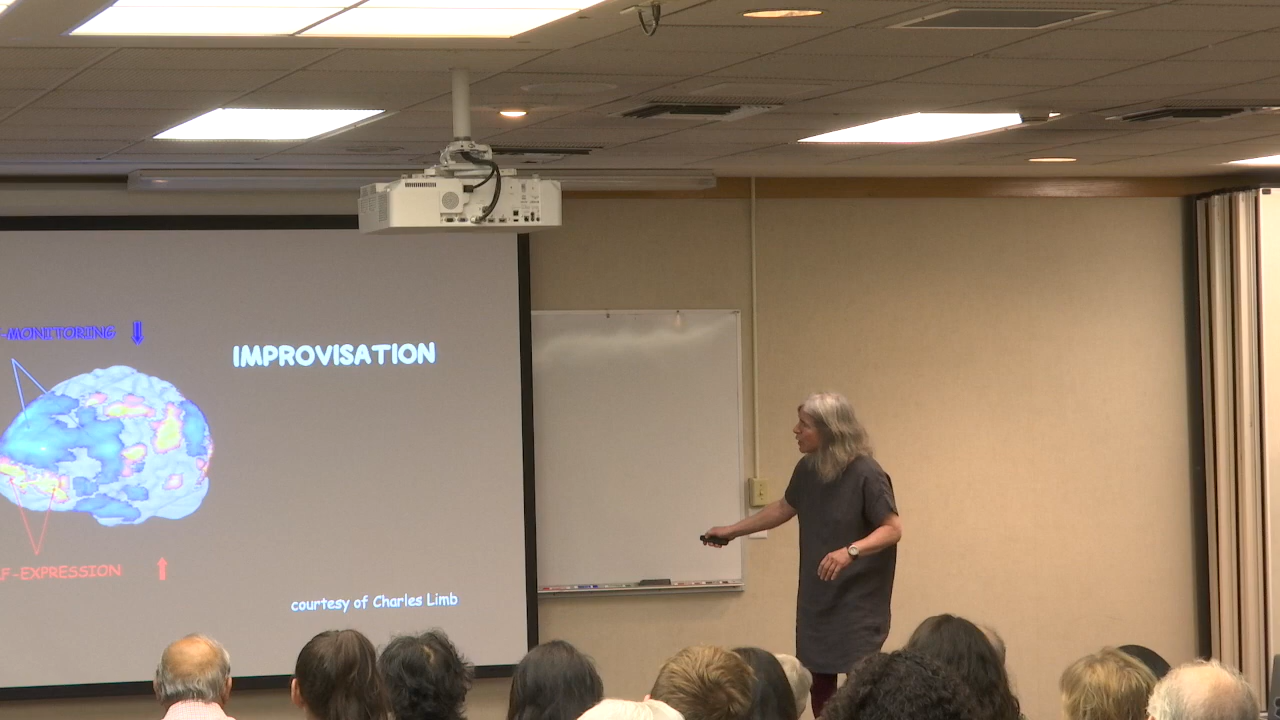 -MONITORING
IMPROVISATION
F-EXPRESSION
courtesy of Charles Limb